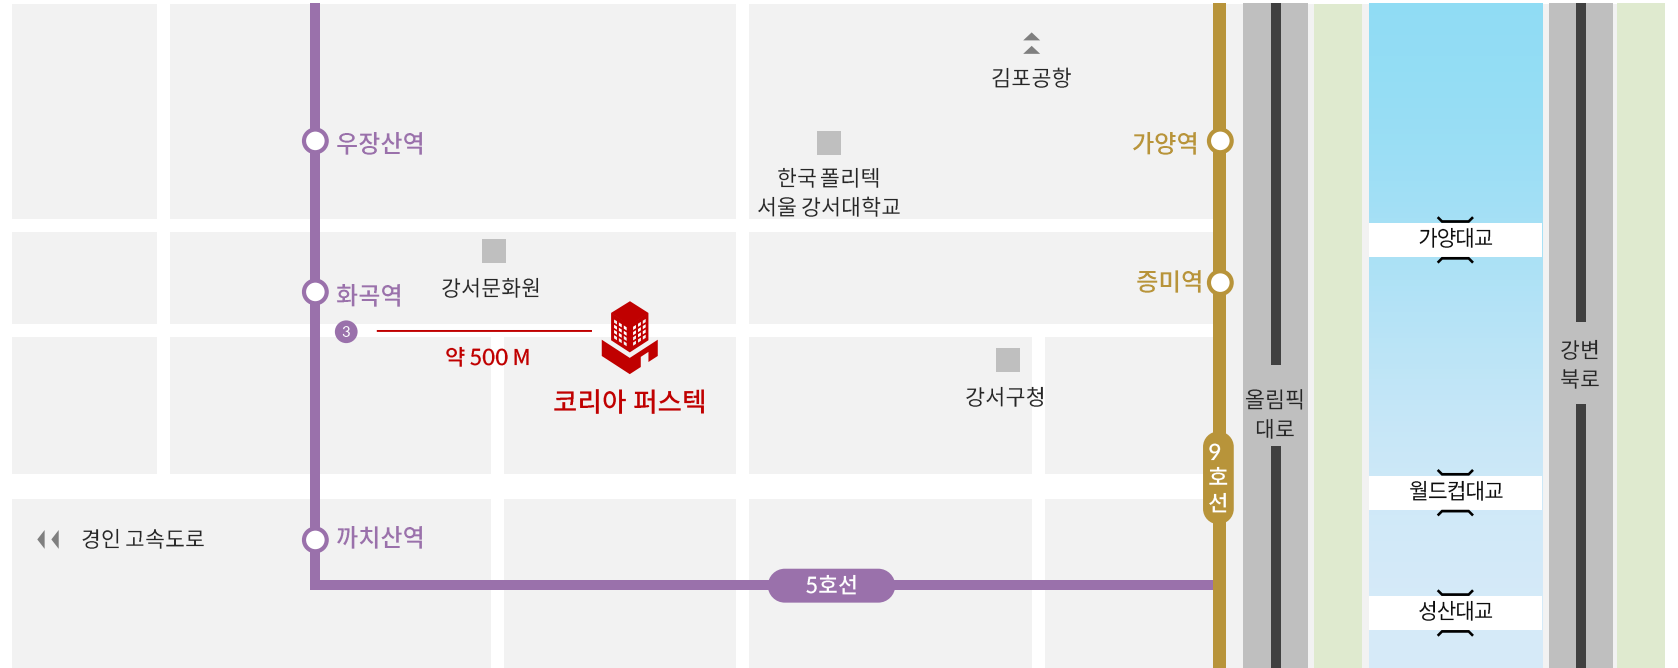 김포공항
우장산역
가양역
한국 폴리텍
서울 강서대학교
가양대교
강서문화원
화곡역
증미역
3
약 500 M
코리아 퍼스텍
강서구청
올림픽
대로
강변
북로
9
호
선
월드컵대교
경인 고속도로
까치산역
5호선
성산대교